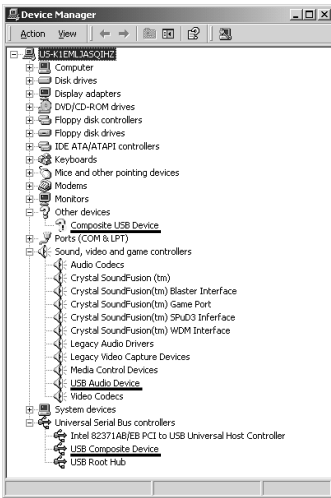 Device Manager
Action View
US-K1EMLJASQIHZ
Computer
Disk drives
Display adapters
DVD/CD-ROM drives
Floppy disk controllers
Floppy disk drives
IDE ATA/ATAPI controllers
Keyboards
Mice and other pointing devices
Modems
Monitors
Other devices
Composite USB Device
Ports (COM & LPT)
Sound, video and game controllers
Audio Codecs
Crystal SoundFusion (tm)
Crystal SoundFusion(tm) Blaster Interface
Crystal SoundFusion(tm) Game Port
Crystal SoundFusion(tm) SPuD3 Inferface
Crystal SoundFusion(tm) WDM Interface
Legacy Audio Drivers
Legacy Video Capture Devices
Media Control Devices
USB Audio Device
Video Codecs
System devices
Universal Serial Bus controllers
Intel 82371AB/EB PCI to USB Universal Host Controller
USB Composite Device
USB Root Hub